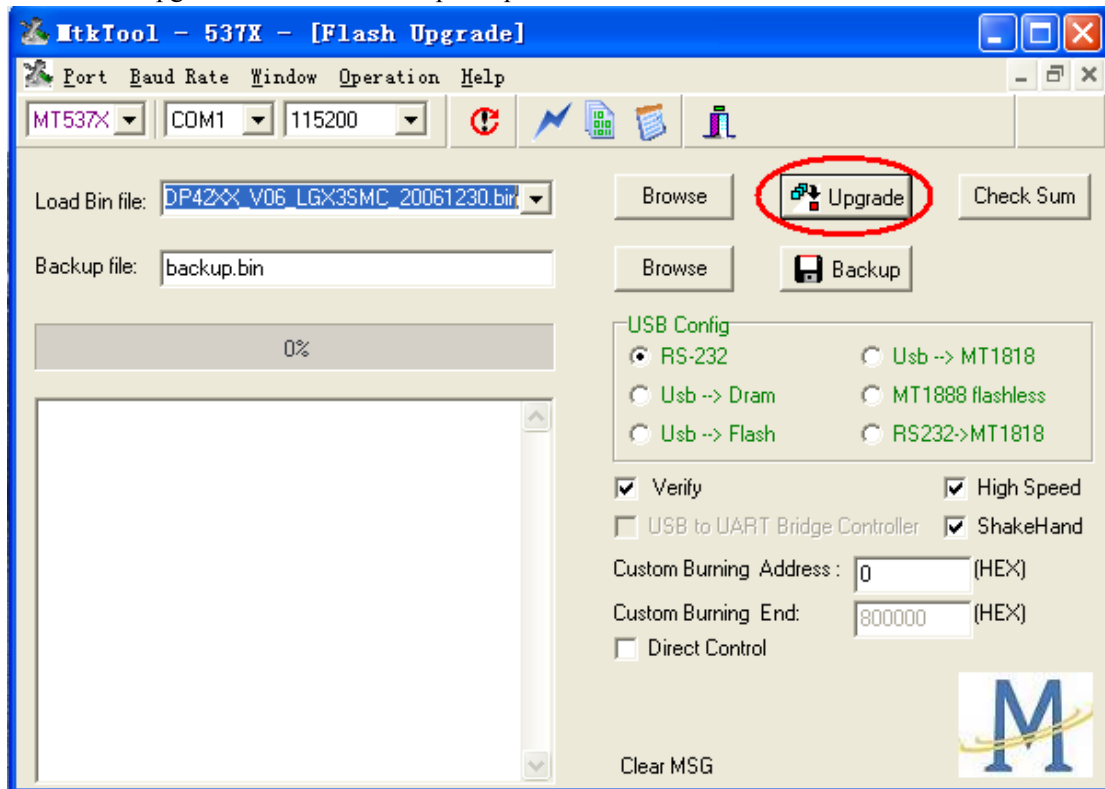 MtkTool - 537X - [Flash Upgrade]
Port Baud Rate Window Operation Help
MT537X COM1 115200
Load Bin file: DP42XX_V06_LGX3SMC_20061230.bin Browse Upgrade Check Sum
Backup file: backup.bin Browse Backup
0%
USB Config
RS-232 Usb --> MT1818
Usb --> Dram MT1888 flashless
Usb --> Flash RS232->MT1818
Verify High Speed
USB to UART Bridge Controller ShakeHand
Custom Burning Address : 0 (HEX)
Custom Burning End: 800000 (HEX)
Direct Control
M
Clear MSG